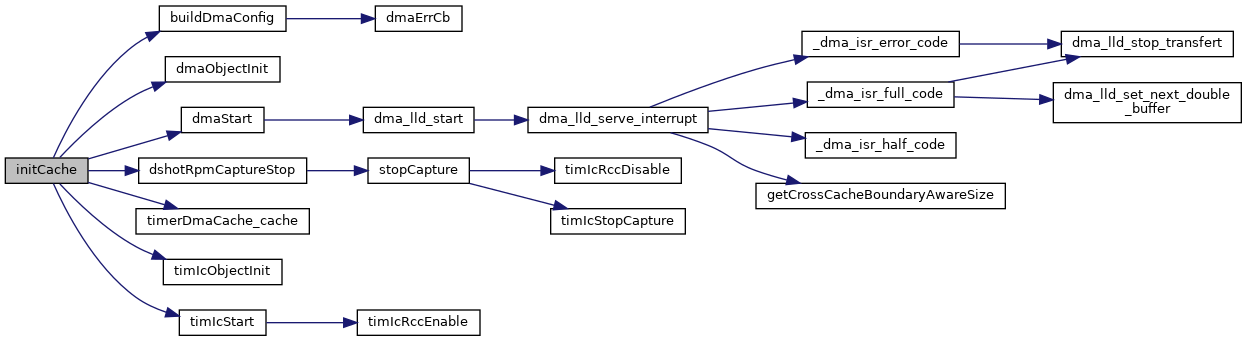 initCache
buildDmaConfig
dmaErrCb
dmaObjectInit
dmaStart
dma_lld_start
dma_lld_serve_interrupt
_dma_isr_error_code
dma_lld_stop_transfert
_dma_isr_full_code
dma_lld_set_next_double
_buffer
_dma_isr_half_code
getCrossCacheBoundaryAwareSize
dshotRpmCaptureStop
stopCapture
timIcRccDisable
timIcStopCapture
timerDmaCache_cache
timIcObjectInit
timIcStart
timIcRccEnable